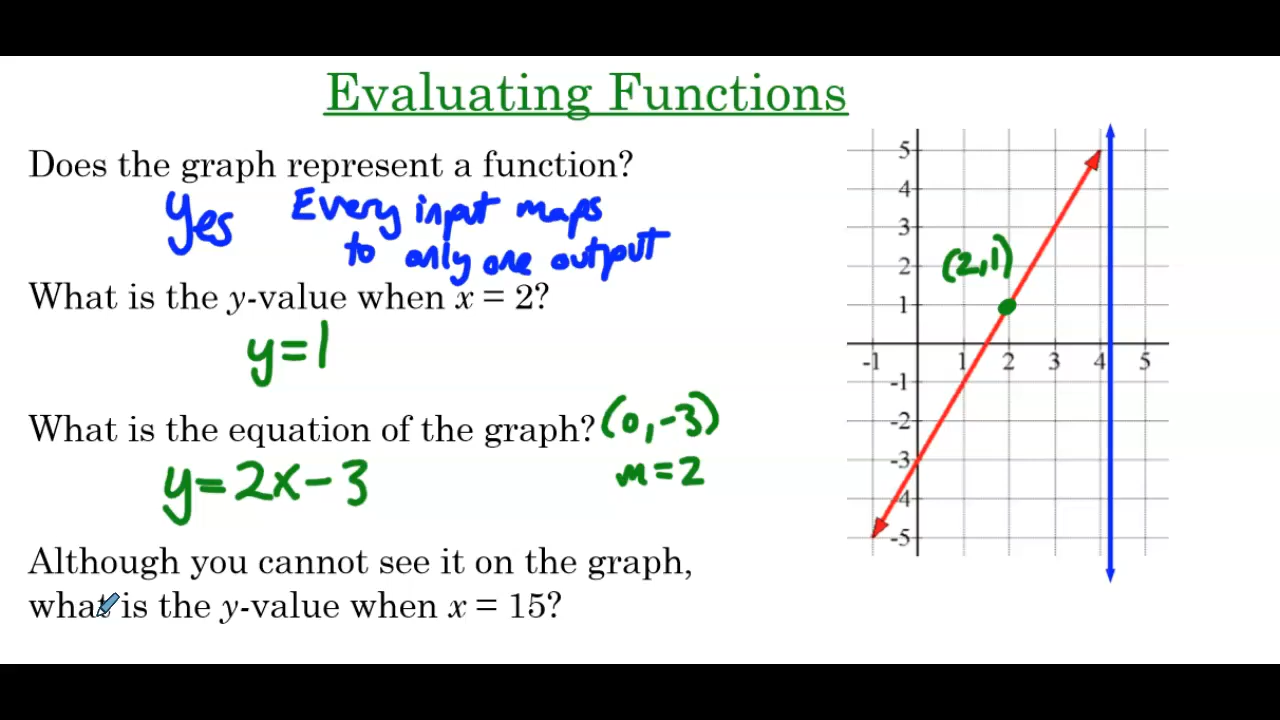 Evaluating Functions
Does the graph represent a function?
Yes Every input maps
to only one output
What is the y-value when x = 2?
y=1
What is the equation of the graph? (0,-3)
y=2x-3 m=2
Although you cannot see it on the graph,
what is the y-value when x = 15?
5
4
3
(2,1)
2
1
-1 1 2 3 4 5
-1
-2
-3
-4
-5